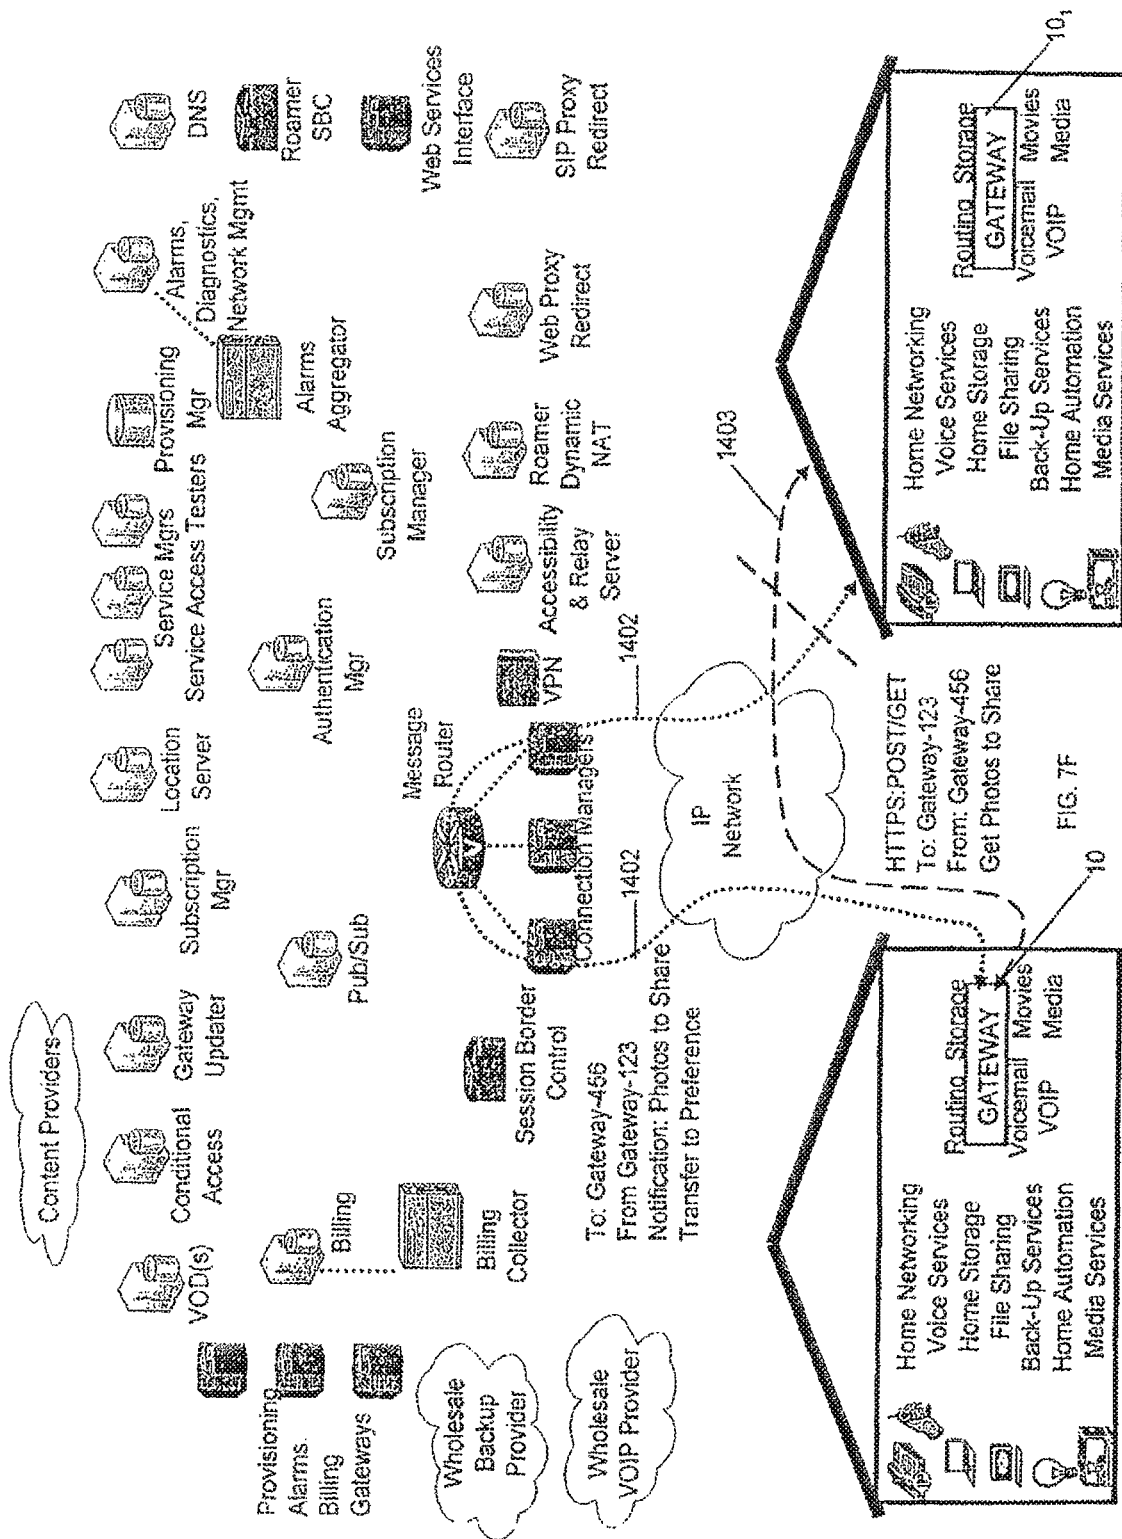 Content Providers
VOD(s)
Conditional
Access
Gateway
Updater
Subscription
Mgr
Location
Server
Service Mgrs
Service Access Testers
Provisioning
Mgr
Alarms,
Diagnostics,
Network Mgmt
DNS
Provisioning
Alarms.
Billing
Gateways
Billing
Pub/Sub
Authentication
Mgr
Subscription
Manager
Alarms
Aggregator
Roamer
SBC
Web Services
Interface
Wholesale
Backup
Provider
Billing
Collector
Session Border
Control
Message
Router
Connection Managers
VPN
Accessibility
& Relay
Server
Roamer
Dynamic
NAT
Web Proxy
Redirect
SIP Proxy
Redirect
Wholesale
VOIP Provider
To: Gateway-456
From Gateway-123
Notification: Photos to Share
Transfer to Preference
1402
1402
1403
IP
Network
HTTPS:POST/GET
To: Gateway-123
From: Gateway-456
Get Photos to Share
Home Networking
Voice Services
Home Storage
File Sharing
Back-Up Services
Home Automation
Media Services
Routing Storage
GATEWAY
Voicemail Movies
VOIP Media
10
Home Networking
Voice Services
Home Storage
File Sharing
Back-Up Services
Home Automation
Media Services
Routing Storage
GATEWAY
Voicemail Movies
VOIP Media
10₁
FIG. 7F